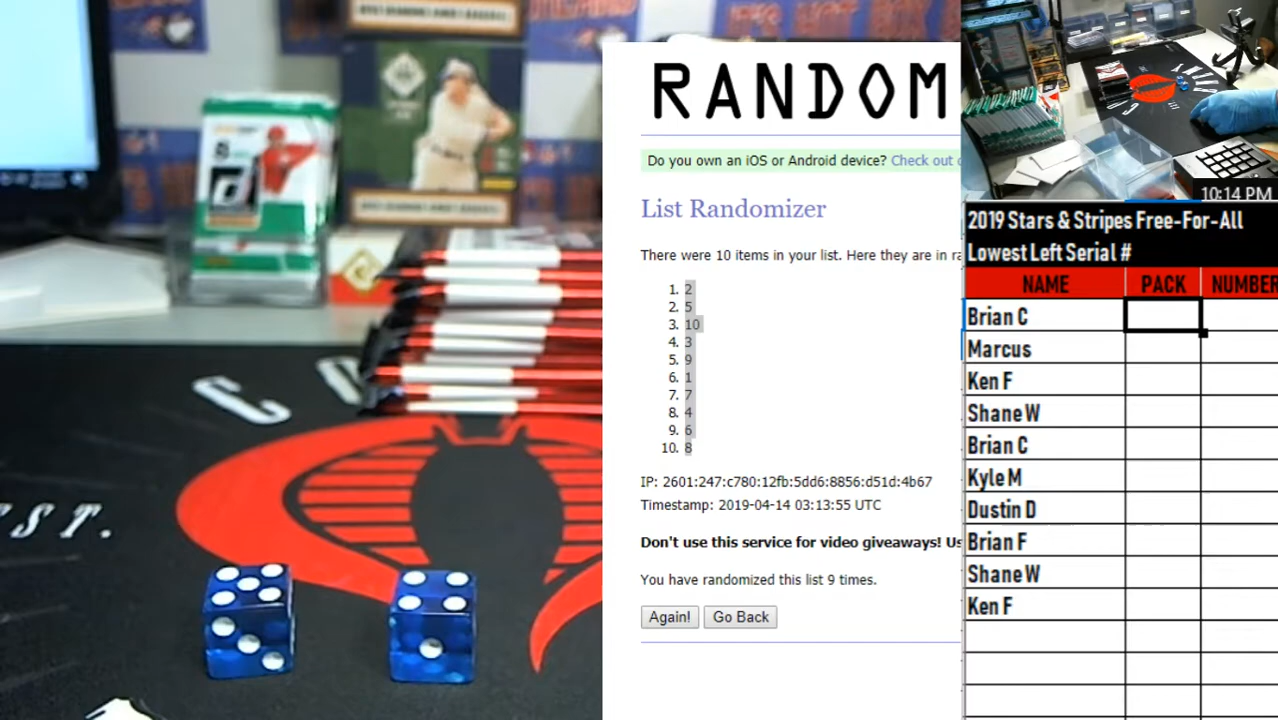 RANDOM
Do you own an iOS or Android device? Check out
List Randomizer
There were 10 items in your list. Here they are in ra
1. 2
2. 5
3. 10
4. 3
5. 9
6. 1
7. 7
8. 4
9. 6
10. 8
IP: 2601:247:c780:12fb:5dd6:8856:d51d:4b67
Timestamp: 2019-04-14 03:13:55 UTC
Don't use this service for video giveaways! Us
You have randomized this list 9 times.
Again! Go Back
10:14 PM
2019 Stars & Stripes Free-For-All
Lowest Left Serial #
NAME PACK NUMBER
Brian C
Marcus
Ken F
Shane W
Brian C
Kyle M
Dustin D
Brian F
Shane W
Ken F